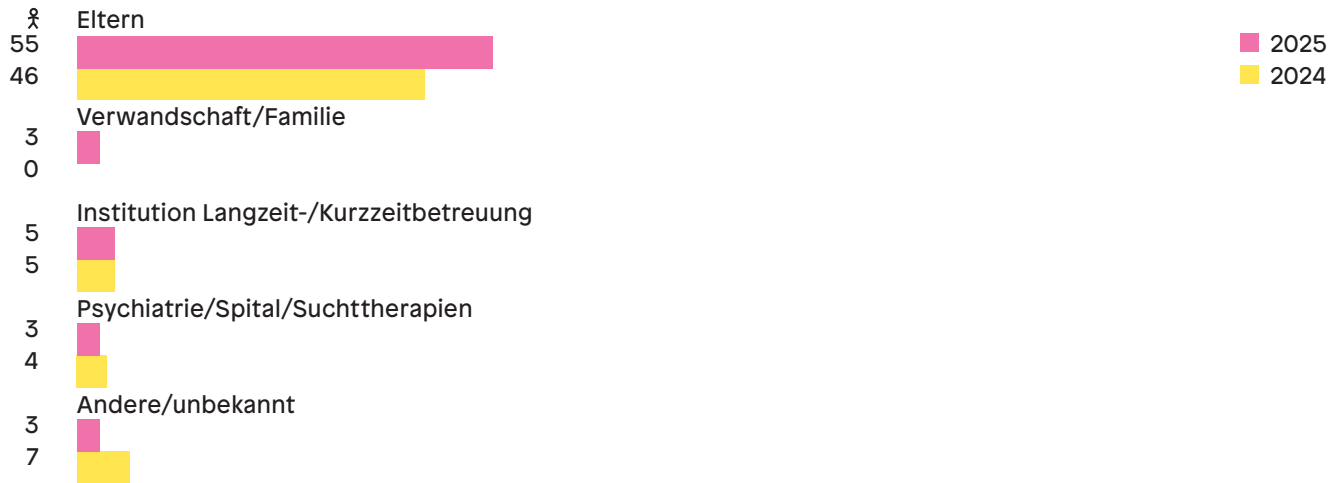 Eltern
55
46
2025
2024
Verwandschaft/Familie
3
0
Institution Langzeit-/Kurzzeitbetreuung
5
5
Psychiatrie/Spital/Suchttherapien
3
4
Andere/unbekannt
3
7